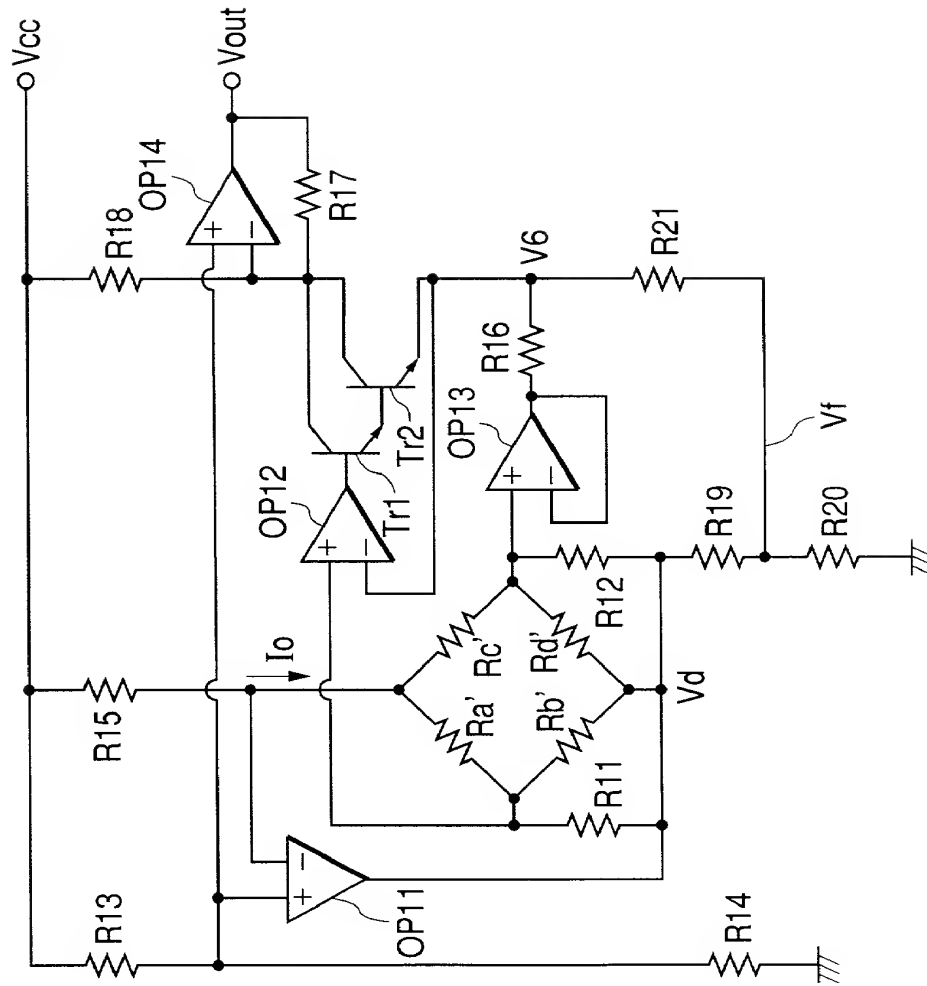 Vcc
Vout
OP14
R18
R17
V6
R21
R16
Tr2
OP13
Vf
Tr1
OP12
R19
R20
R12
Io
Rc'
Rd'
R15
Ra'
Rb'
Vd
R11
OP11
R13
R14
+
−
+
−
+
−
+
−